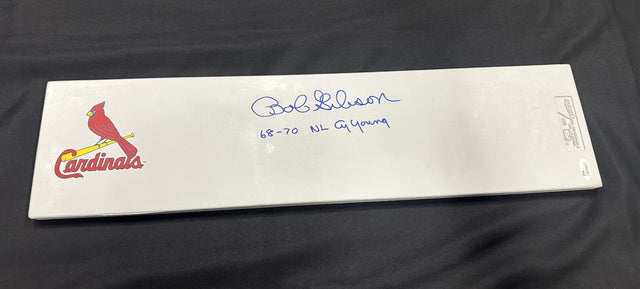 Bob Gibson
68-70 NL Cy Young
Cardinals